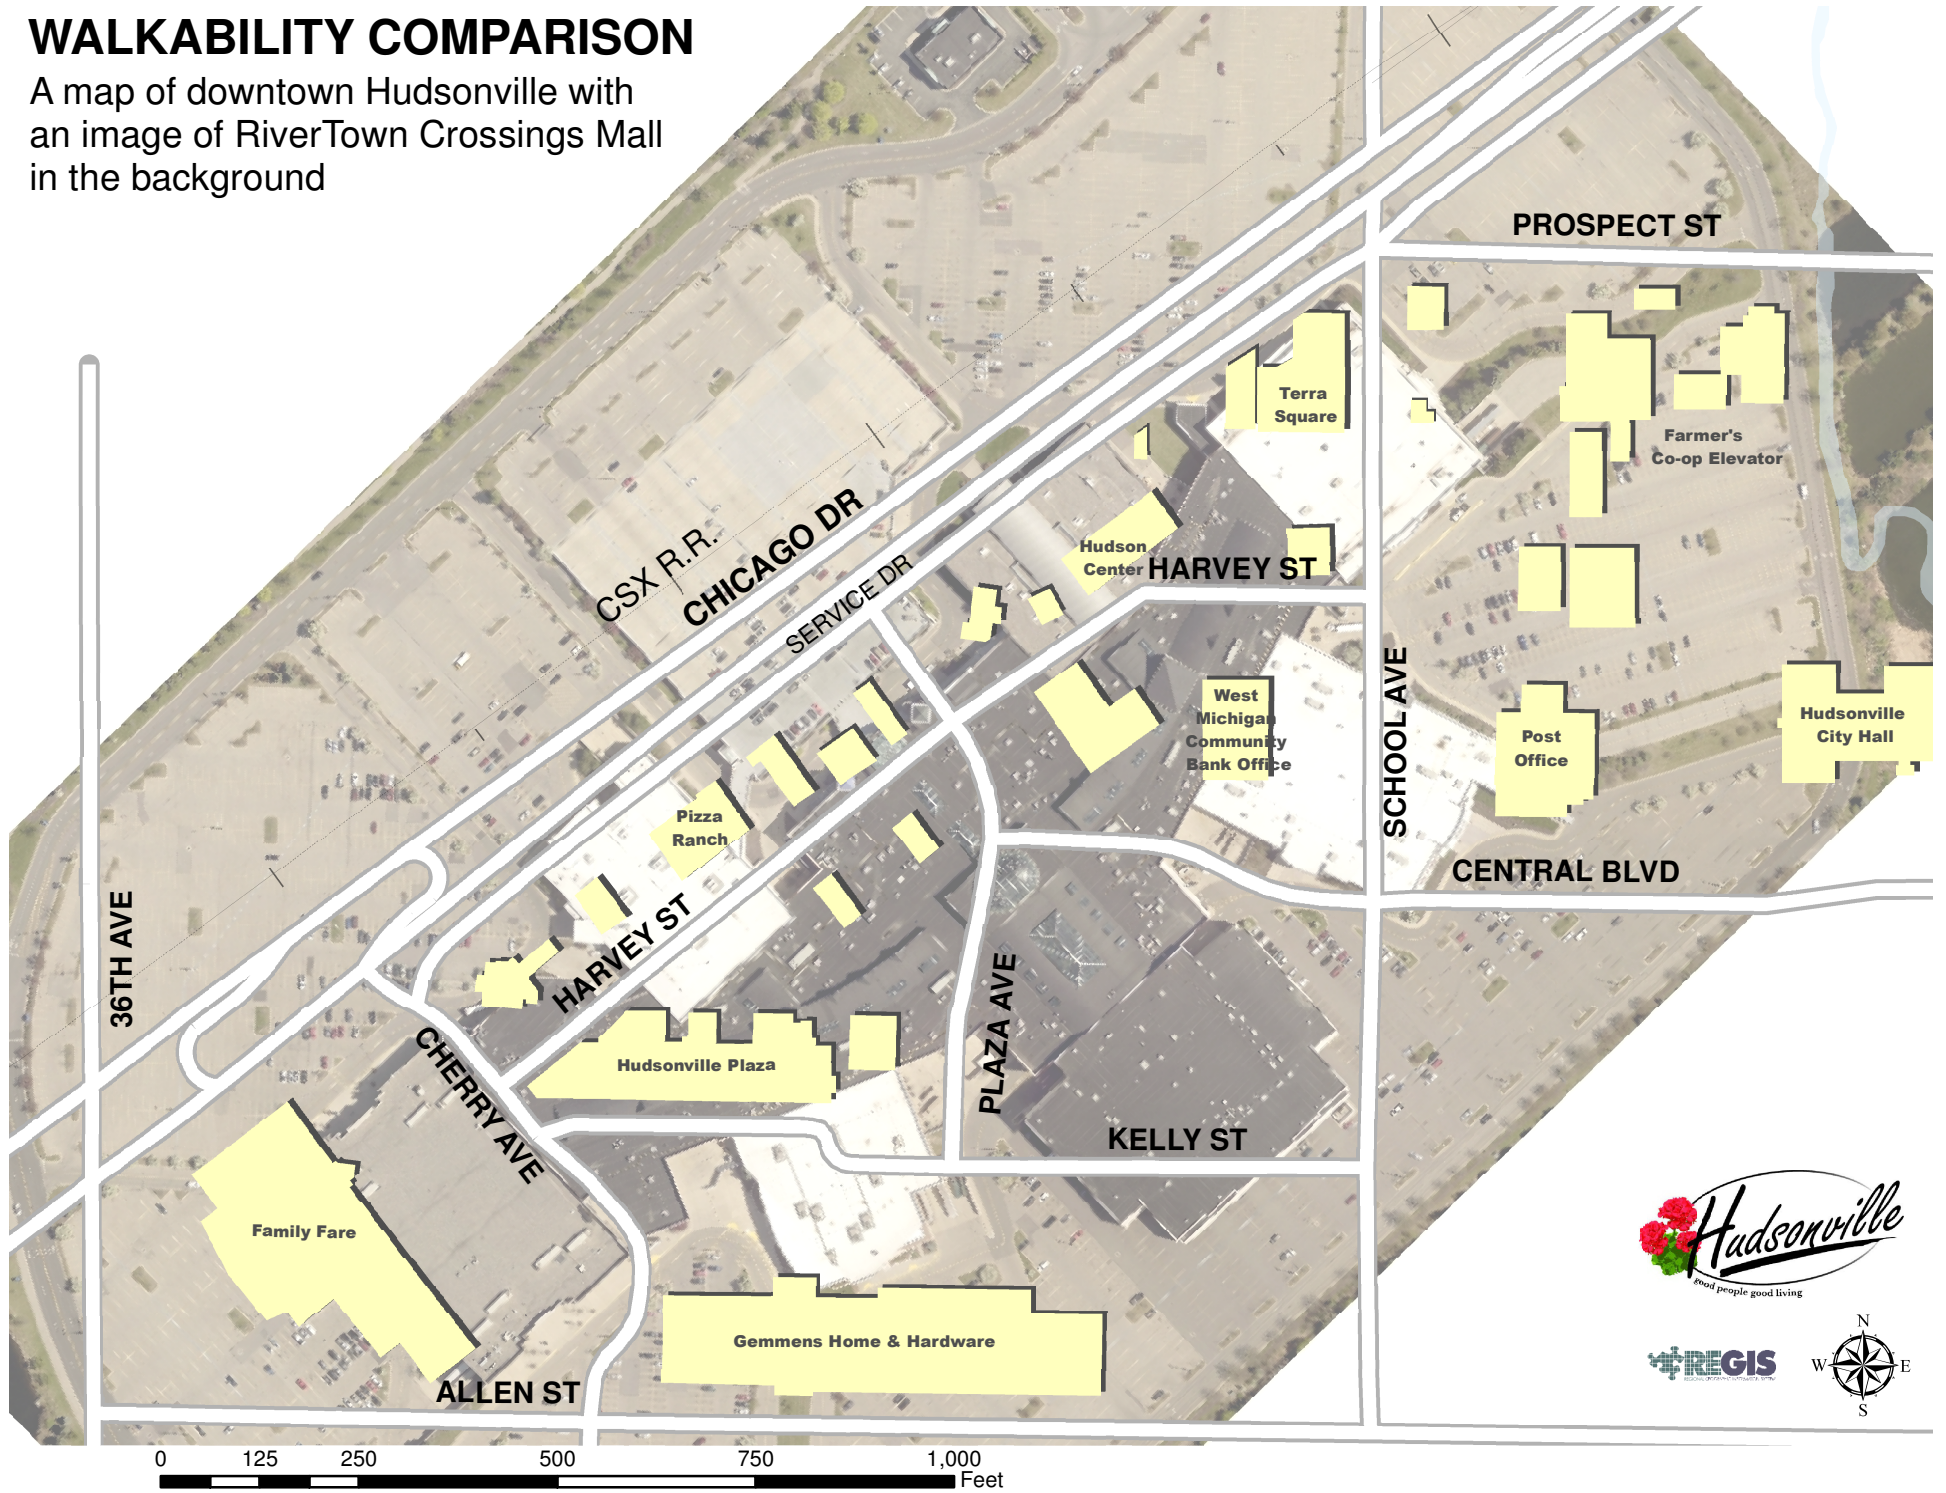 WALKABILITY COMPARISON
A map of downtown Hudsonville with
an image of RiverTown Crossings Mall
in the background
PROSPECT ST
Terra
Square
Farmer's
Co-op Elevator
CSX R.R.
CHICAGO DR
SERVICE DR
Hudson
Center
HARVEY ST
SCHOOL AVE
West
Michigan
Community
Bank Office
Post
Office
Hudsonville
City Hall
Pizza
Ranch
CENTRAL BLVD
36TH AVE
HARVEY ST
PLAZA AVE
CHERRY AVE
Hudsonville Plaza
KELLY ST
Family Fare
Hudsonville
good people good living
Gemmens Home & Hardware
REGIS
N
W
E
S
ALLEN ST
0 125 250 500 750 1,000
Feet